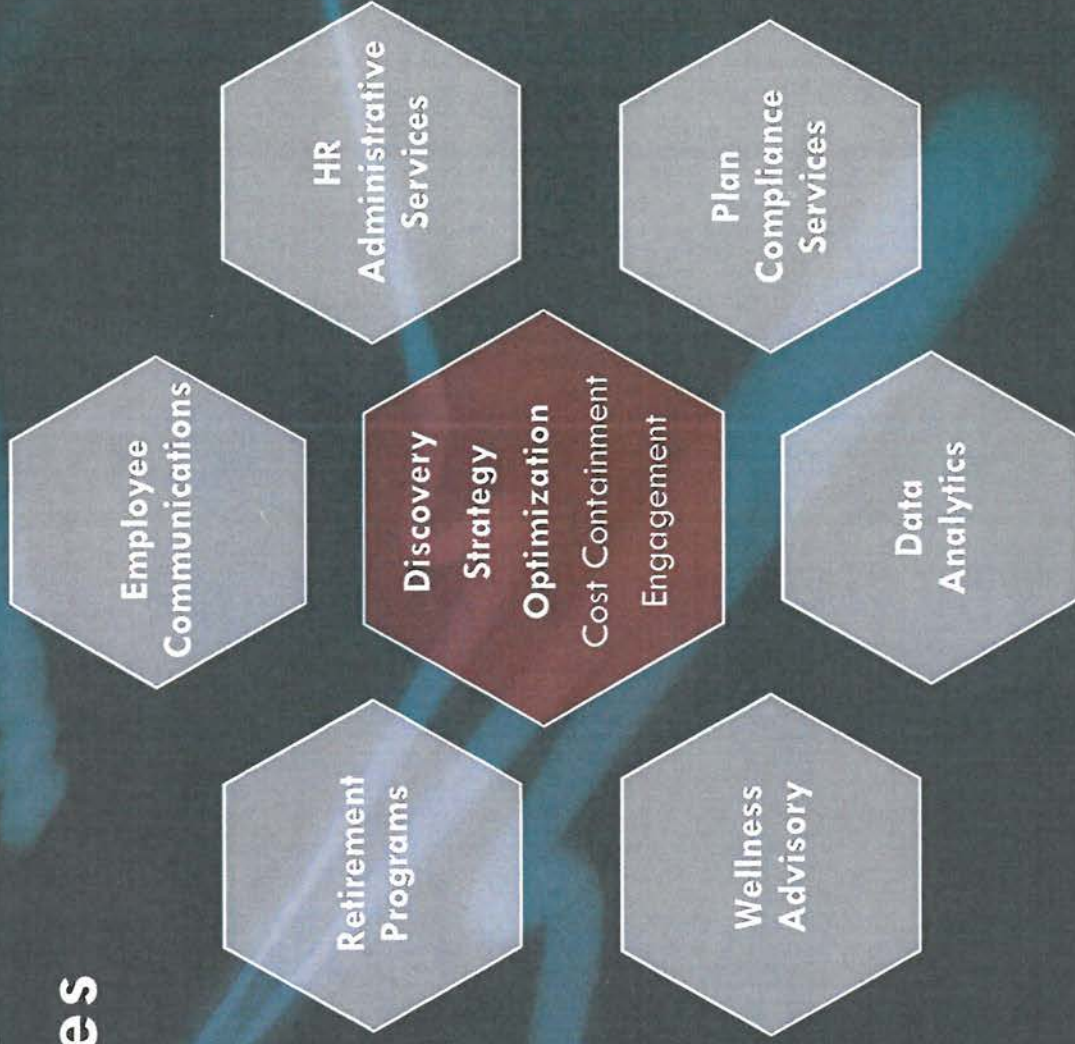 es
Employee
Communications
Retirement
Programs
HR
Administrative
Services
Discovery
Strategy
Optimization
Cost Containment
Engagement
Wellness
Advisory
Plan
Compliance
Services
Data
Analytics